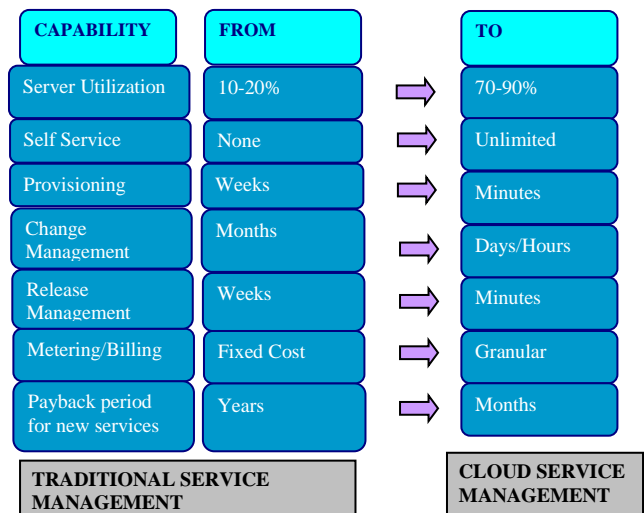 CAPABILITY FROM TO
Server Utilization 10-20% 70-90%
Self Service None Unlimited
Provisioning Weeks Minutes
Change
Management Months Days/Hours
Release
Management Weeks Minutes
Metering/Billing Fixed Cost Granular
Payback period
for new services Years Months
TRADITIONAL SERVICE
MANAGEMENT
CLOUD SERVICE
MANAGEMENT